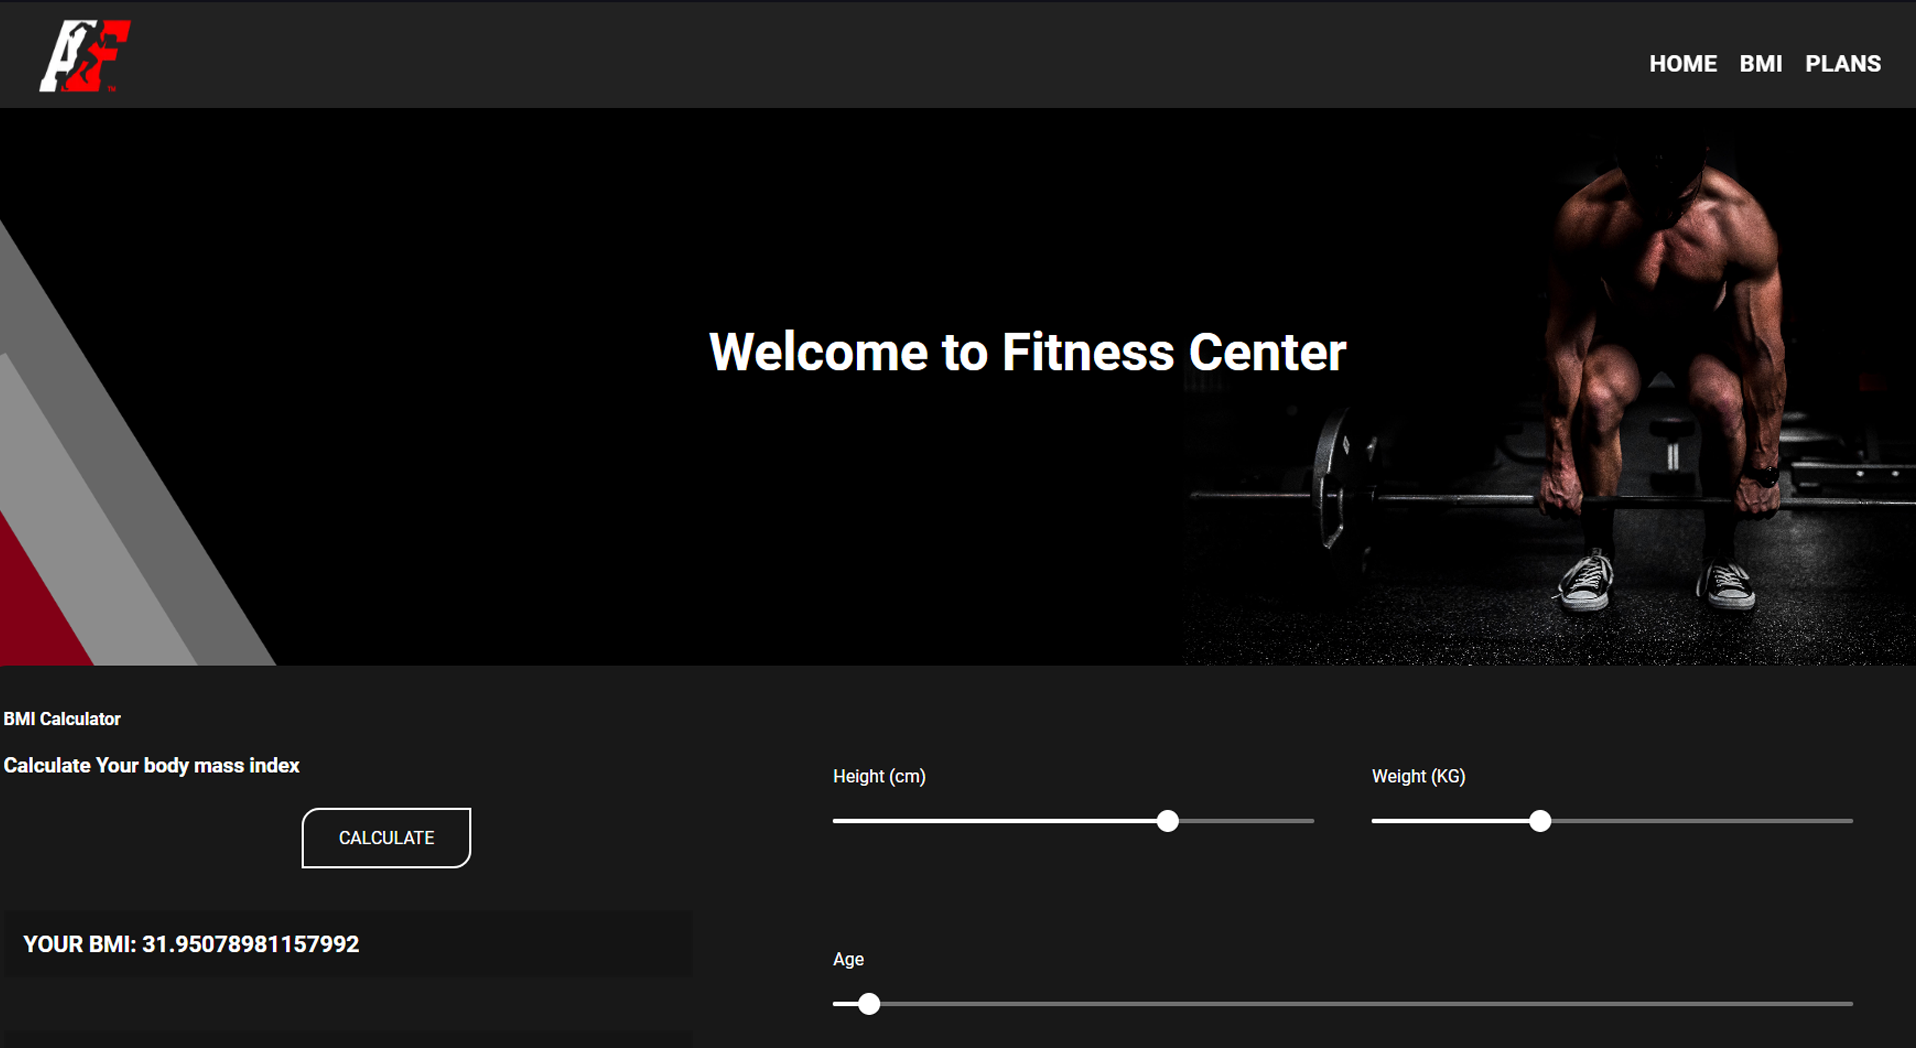 AF
TM
HOME BMI PLANS
Welcome to Fitness Center
BMI Calculator
Calculate Your body mass index
CALCULATE
YOUR BMI: 31.95078981157992
Height (cm)
Weight (KG)
Age